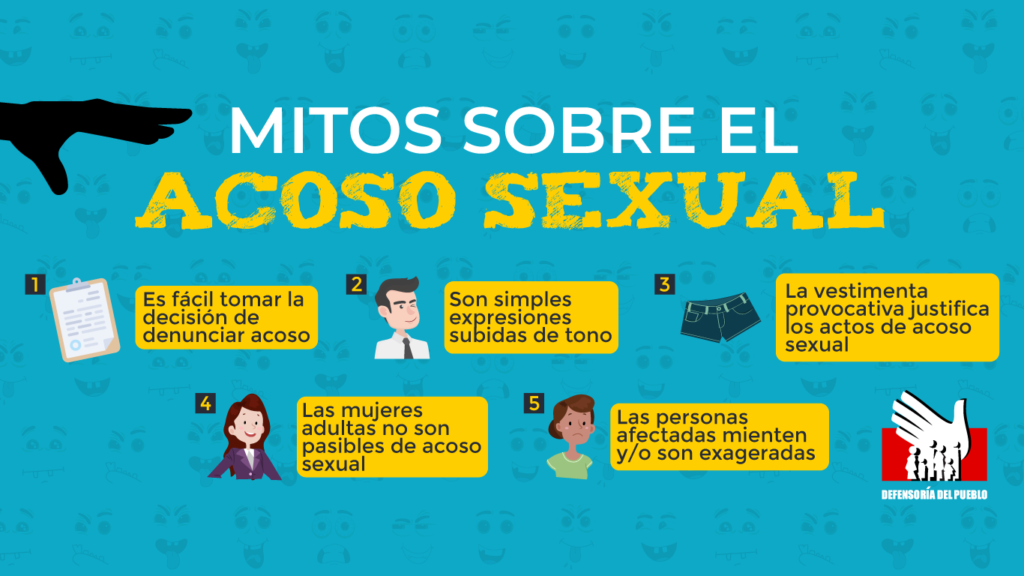 MITOS SOBRE EL
ACOSO SEXUAL
1
Es fácil tomar la
decisión de
denunciar acoso
2
Son simples
expresiones
subidas de tono
3
La vestimenta
provocativa justifica
los actos de acoso
sexual
4
Las mujeres
adultas no son
pasibles de acoso
sexual
5
Las personas
afectadas mienten
y/o son exageradas
DEFENSORÍA DEL PUEBLO